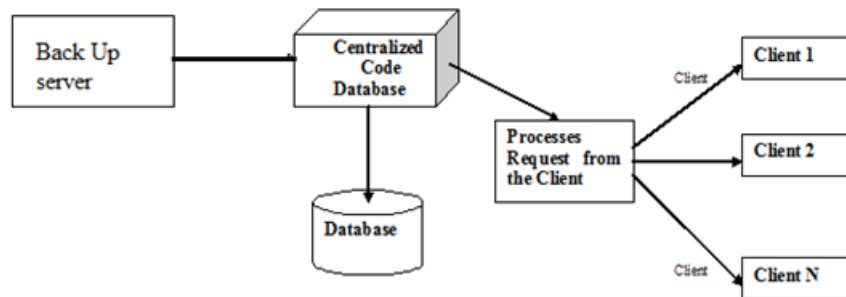 Back Up
server
Centralized
Code
Database
Database
Processes
Request from
the Client
Client
Client
Client 1
Client 2
Client N